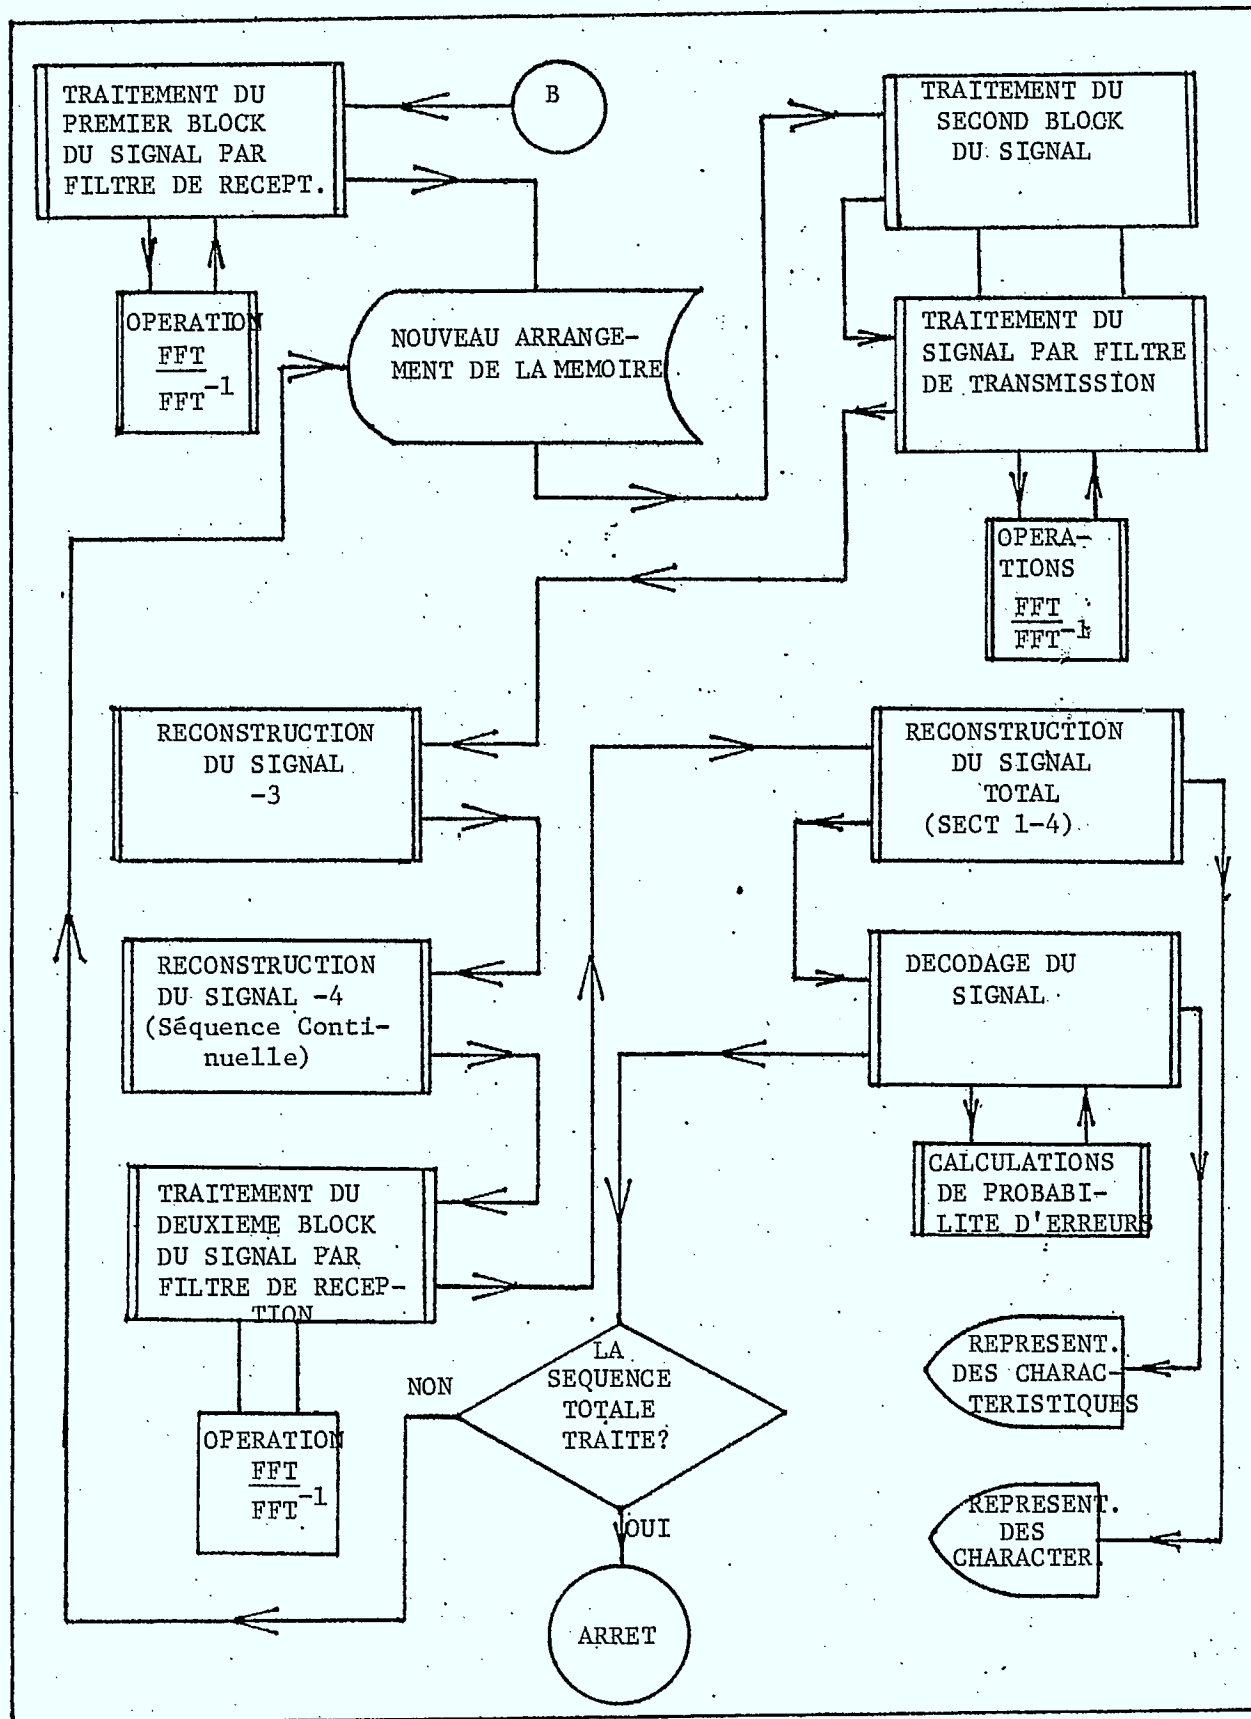 TRAITEMENT DU
PREMIER BLOCK
DU SIGNAL PAR
FILTRE DE RECEPT.
B
TRAITEMENT DU
SECOND BLOCK
DU SIGNAL
OPERATION
FFT
FFT-1
NOUVEAU ARRANGE-
MENT DE LA MEMOIRE
TRAITEMENT DU
SIGNAL PAR FILTRE
DE TRANSMISSION
OPERA-
TIONS
FFT
FFT-1
RECONSTRUCTION
DU SIGNAL
-3
RECONSTRUCTION
DU SIGNAL
TOTAL
(SECT 1-4)
RECONSTRUCTION
DU SIGNAL -4
(Séquence Conti-
nuelle)
DECODAGE DU
SIGNAL
CALCULATIONS
DE PROBABI-
LITE D'ERREURS
TRAITEMENT DU
DEUXIEME BLOCK
DU SIGNAL PAR
FILTRE DE RECEP-
TION
OPERATION
FFT
FFT-1
NON
LA
SEQUENCE
TOTALE
TRAITE?
OUI
ARRET
REPRESENT.
DES CHARAC-
TERISTIQUES
REPRESENT.
DES
CHARACTER.